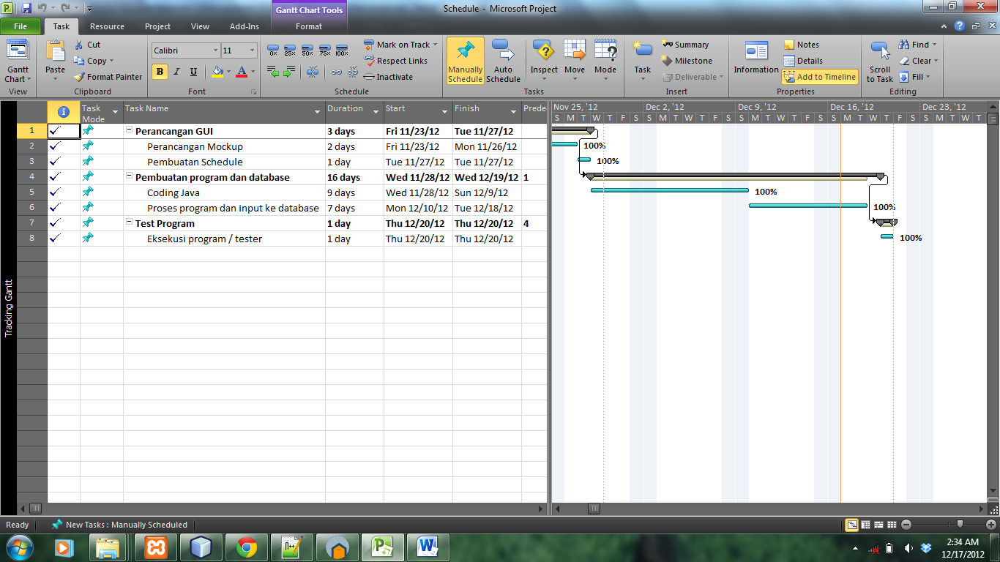 Gantt Chart Tools
Schedule - Microsoft Project
File Task Resource Project View Add-Ins Format
Gantt Chart
View
Paste
Cut
Copy
Format Painter
Clipboard
Calibri 11
B I U A
Font
0% 25% 50% 75% 100%
Mark on Track
Respect Links
Inactivate
Schedule
Manually Schedule
Auto Schedule
Inspect
Move
Mode
Tasks
Task
Summary
Milestone
Deliverable
Insert
Information
Notes
Details
Add to Timeline
Properties
Scroll to Task
Find
Clear
Fill
Editing
Task Mode Task Name Duration Start Finish Prede
1 Perancangan GUI 3 days Fri 11/23/12 Tue 11/27/12
2 Perancangan Mockup 2 days Fri 11/23/12 Mon 11/26/12
3 Pembuatan Schedule 1 day Tue 11/27/12 Tue 11/27/12
4 Pembuatan program dan database 16 days Wed 11/28/12 Wed 12/19/12 1
5 Coding Java 9 days Wed 11/28/12 Sun 12/9/12
6 Proses program dan input ke database 7 days Mon 12/10/12 Tue 12/18/12
7 Test Program 1 day Thu 12/20/12 Thu 12/20/12 4
8 Eksekusi program / tester 1 day Thu 12/20/12 Thu 12/20/12
Nov 25, '12 Dec 2, '12 Dec 9, '12 Dec 16, '12 Dec 23, '12
S M T W T F S S M T W T F S S M T W T F S S M T W T F S S M T W T
100%
100%
100%
100%
100%
Tracking Gantt
Ready New Tasks : Manually Scheduled
2:34 AM
12/17/2012